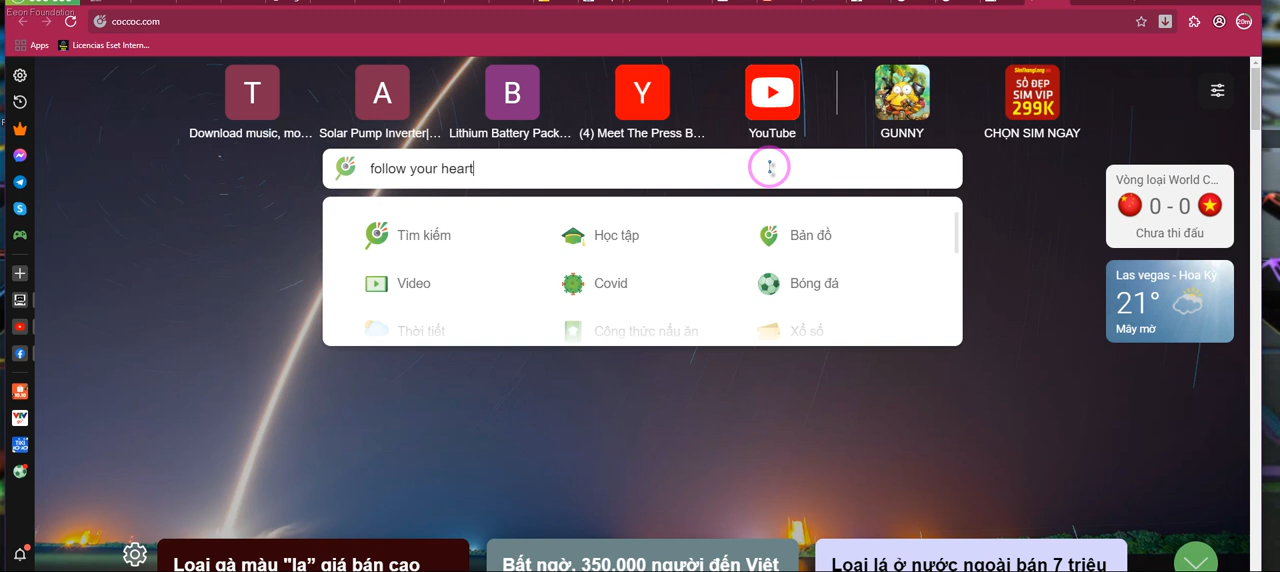 Eeon Foundation
coccoc.com
20m
Apps
Licencias Eset Intern...
T
A
B
Y
SimThangLong
SỐ ĐẸP
SIM VIP
299K
Download music, mo...
Solar Pump Inverter|...
Lithium Battery Pack...
(4) Meet The Press B...
YouTube
GUNNY
CHỌN SIM NGAY
follow your heart
Tìm kiếm
Học tập
Bản đồ
Video
Covid
Bóng đá
Thời tiết
Công thức nấu ăn
Xổ số
Vòng loại World C...
0 - 0
Chưa thi đấu
Las vegas - Hoa Kỳ
21°
Mây mờ
VTV
TIKI
Loại gà màu "lạ" giá bán cao
Bất ngờ, 350.000 người đến Việt
Loại lá ở nước ngoài bán 7 triệu